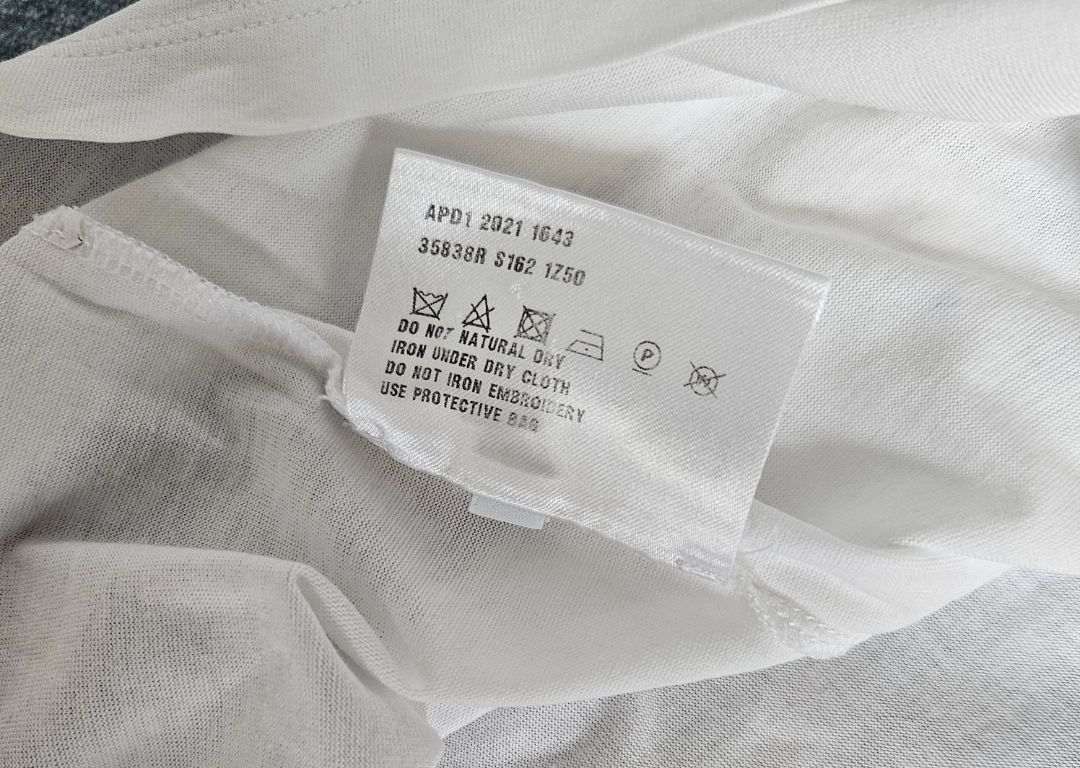 APD1 2021 1643
35838R S162 1Z50
P
W
DO NOT NATURAL DRY
IRON UNDER DRY CLOTH
DO NOT IRON EMBROIDERY
USE PROTECTIVE BAG